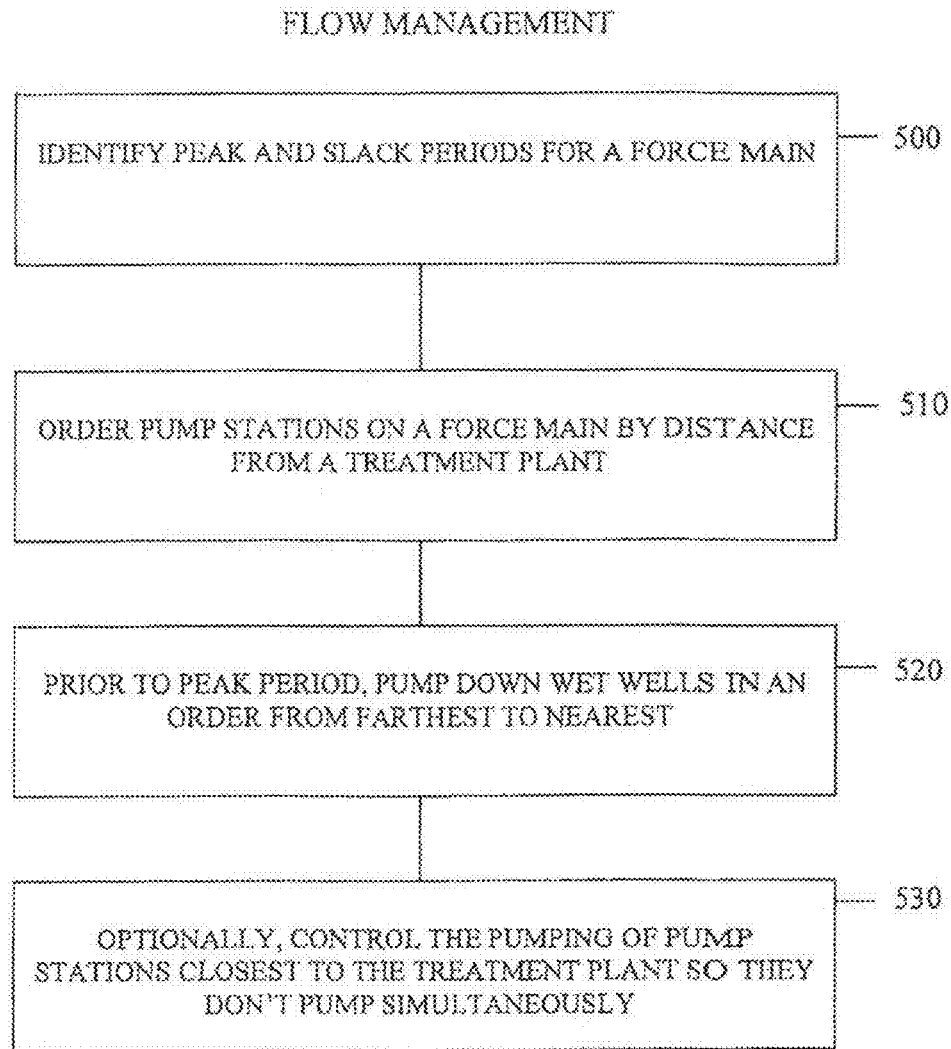 FLOW MANAGEMENT
IDENTIFY PEAK AND SLACK PERIODS FOR A FORCE MAIN
500
ORDER PUMP STATIONS ON A FORCE MAIN BY DISTANCE
FROM A TREATMENT PLANT
510
PRIOR TO PEAK PERIOD, PUMP DOWN WET WELLS IN AN
ORDER FROM FARTHEST TO NEAREST
520
OPTIONALLY, CONTROL THE PUMPING OF PUMP
STATIONS CLOSEST TO THE TREATMENT PLANT SO THEY
DON'T PUMP SIMULTANEOUSLY
530